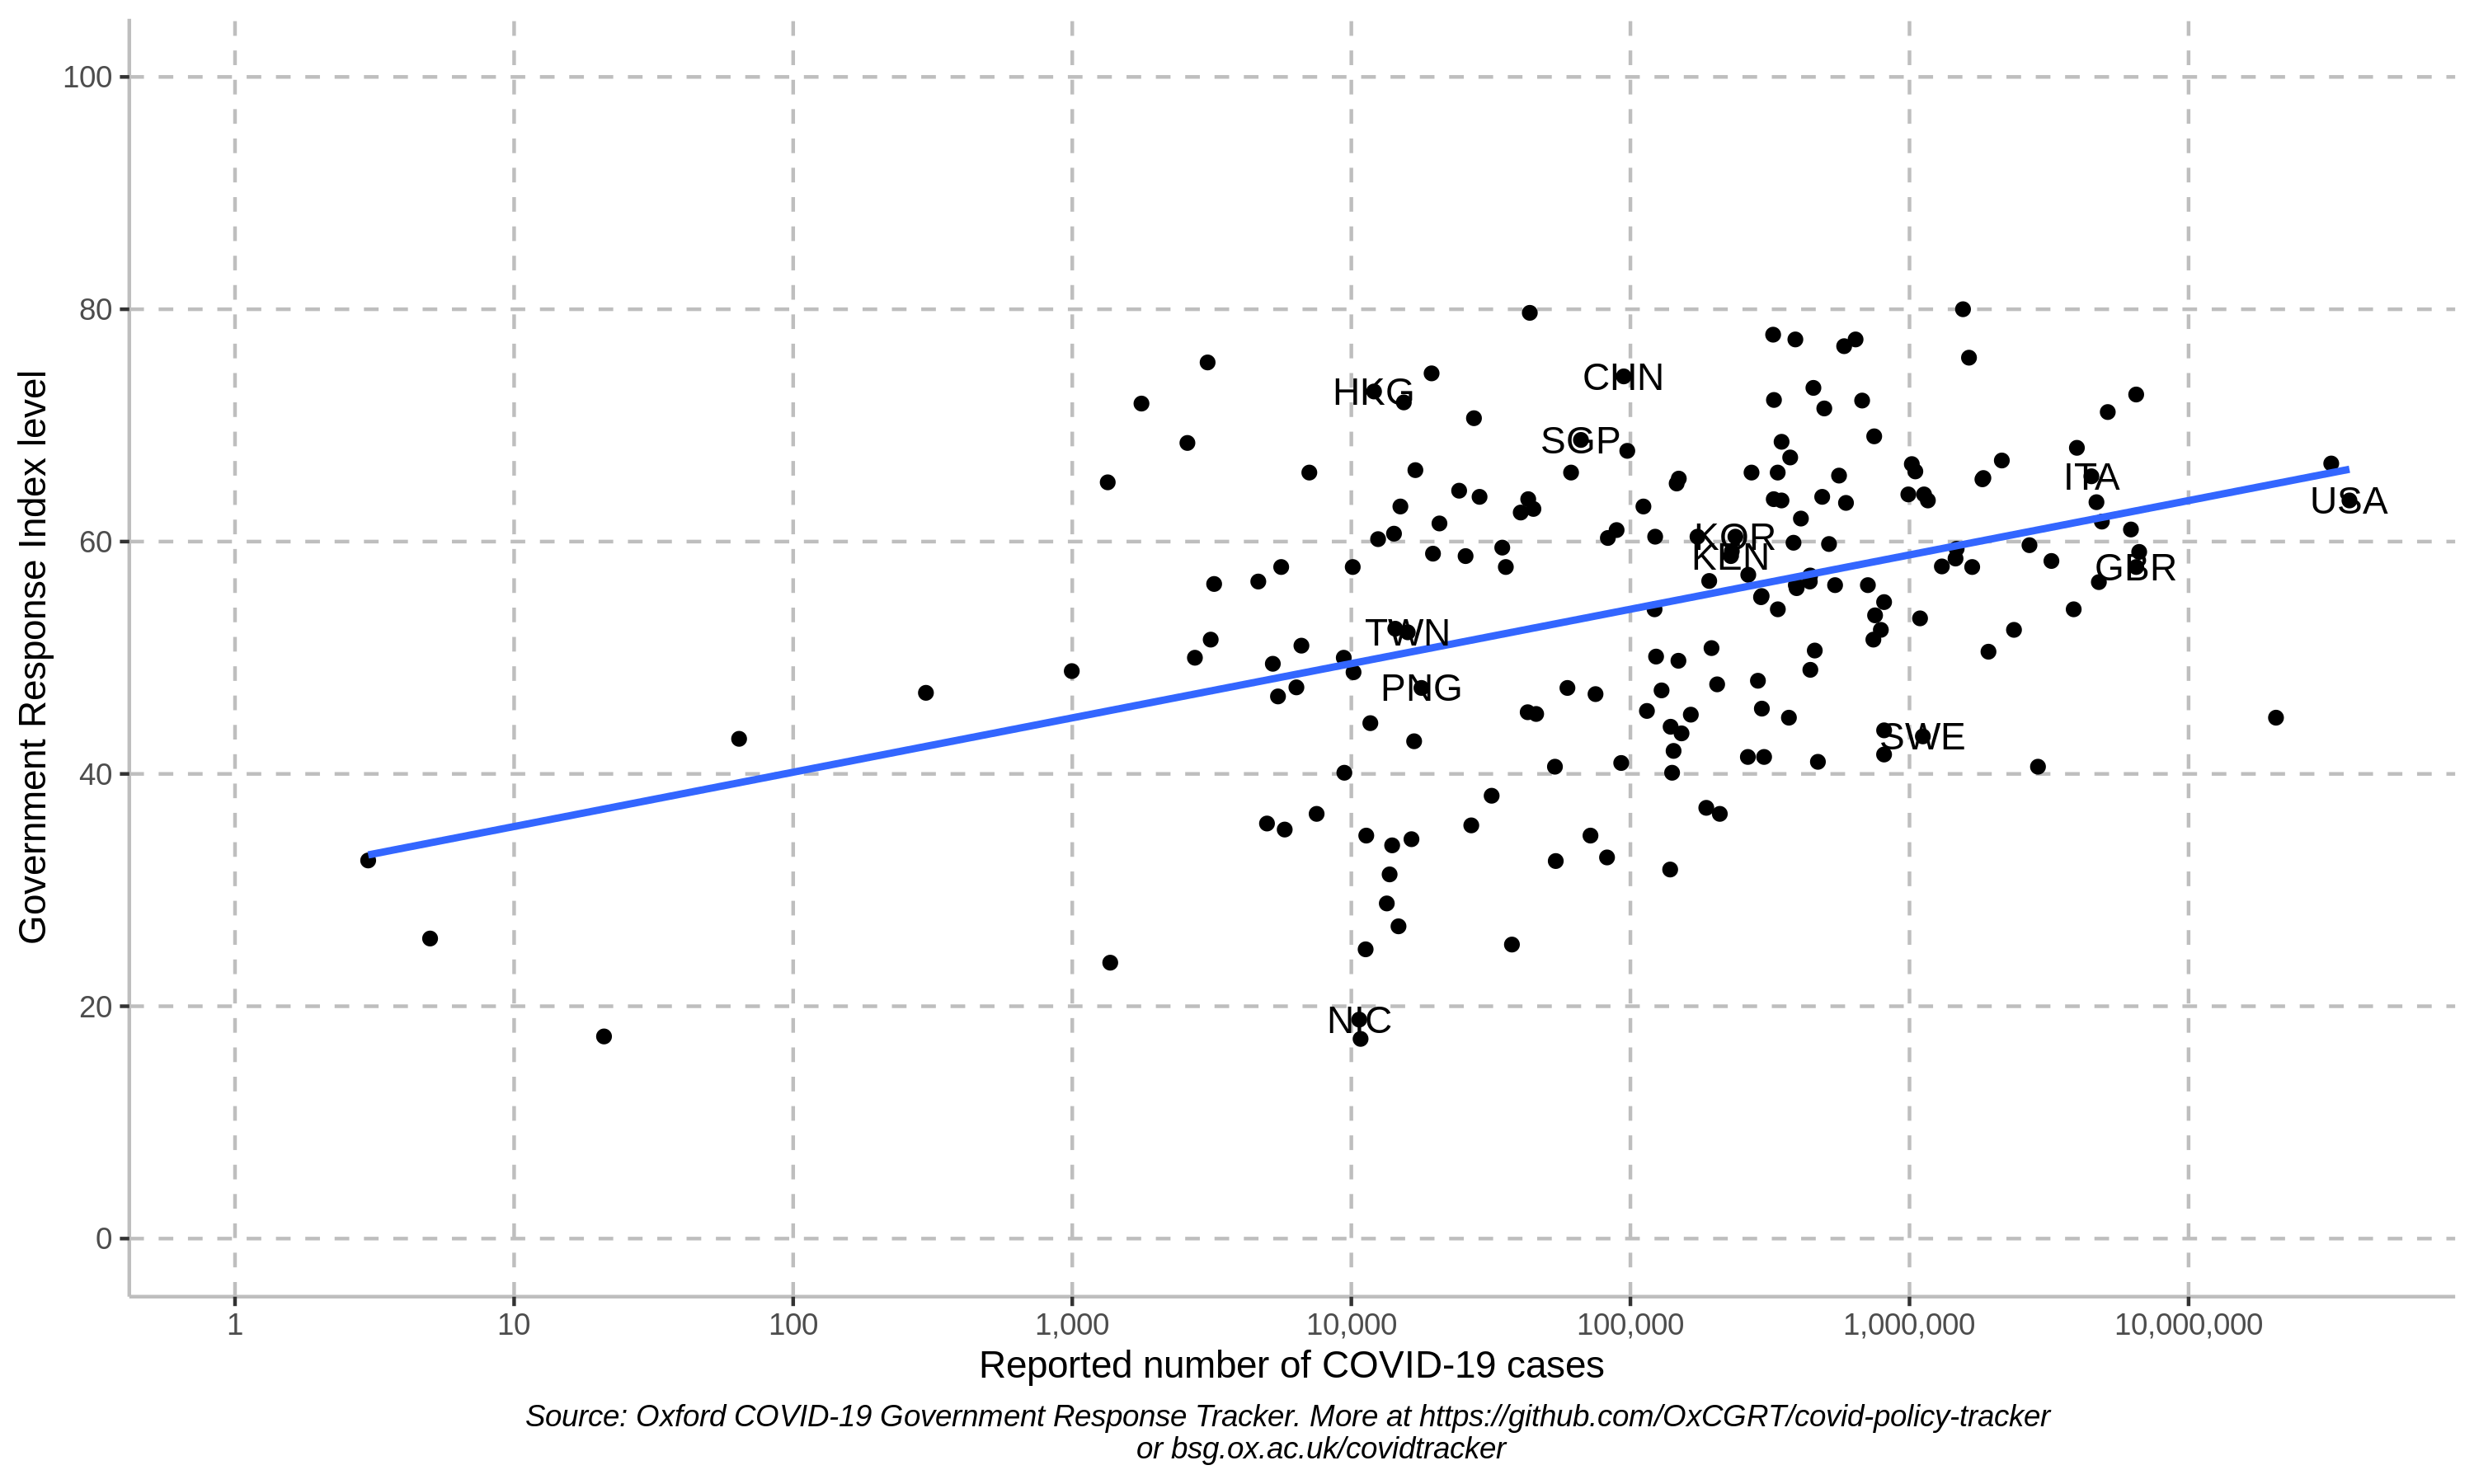 100
80
60
40
20
0
Government Response Index level
HKG
CHN
SGP
ITA
USA
KOR
KEN
GBR
TWN
PNG
SWE
NIC
1 10 100 1,000 10,000 100,000 1,000,000 10,000,000
Reported number of COVID-19 cases
Source: Oxford COVID-19 Government Response Tracker. More at https://github.com/OxCGRT/covid-policy-tracker
or bsg.ox.ac.uk/covidtracker